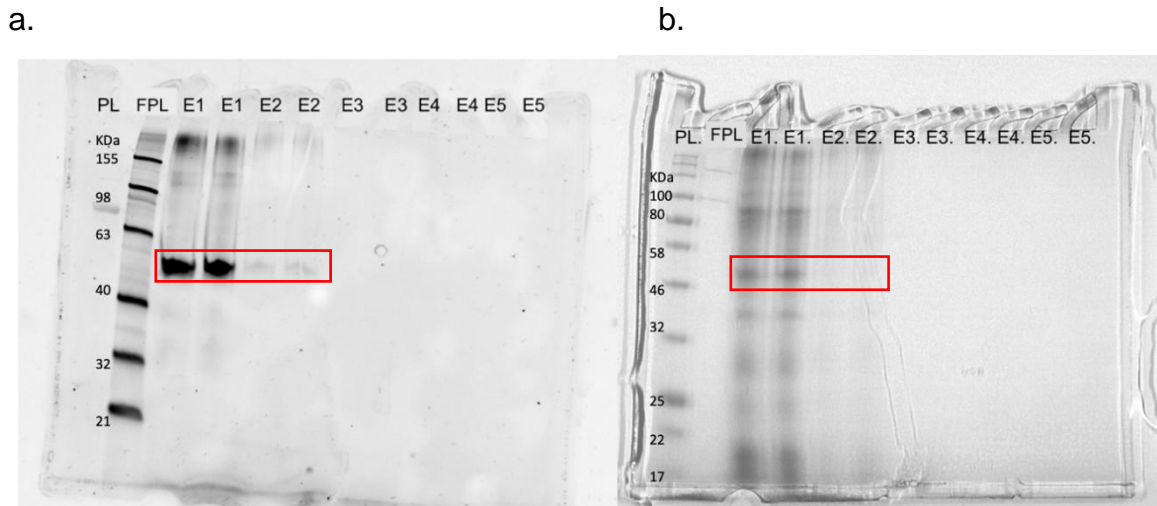 a.
PL FPL E1 E1 E2 E2 E3 E3 E4 E4 E5 E5
KDa
155
98
63
40
32
21
b.
PL. FPL E1. E1. E2. E2. E3. E3. E4. E4. E5. E5.
KDa
100
80
58
46
32
25
22
17